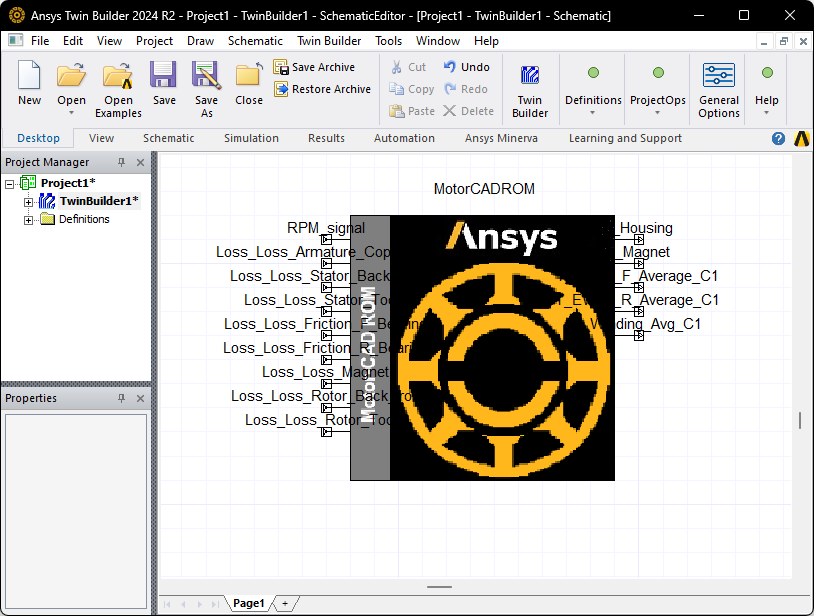 Ansys Twin Builder 2024 R2 - Project1 - TwinBuilder1 - SchematicEditor - [Project1 - TwinBuilder1 - Schematic]
File Edit View Project Draw Schematic Twin Builder Tools Window Help
New Open Open Examples Save Save As Close
Save Archive
Restore Archive
Cut Undo
Copy Redo
Paste Delete
Twin Builder Definitions ProjectOps General Options Help
Desktop View Schematic Simulation Results Automation Ansys Minerva Learning and Support
Project Manager
Project1*
TwinBuilder1*
Definitions
Properties
MotorCADROM
Ansys
Motor CAD ROM
RPM_signal
Loss_Loss_Armature_Cop
Loss_Loss_Stator_Back
Loss_Loss_Stator_Too
Loss_Loss_Friction_F_Bearin
Loss_Loss_Friction_R_Beari
Loss_Loss_Magnet
Loss_Loss_Rotor_Back_Iro
Loss_Loss_Rotor_Too
_Housing
_Magnet
_F_Average_C1
_R_Average_C1
Winding_Avg_C1
Page1 +